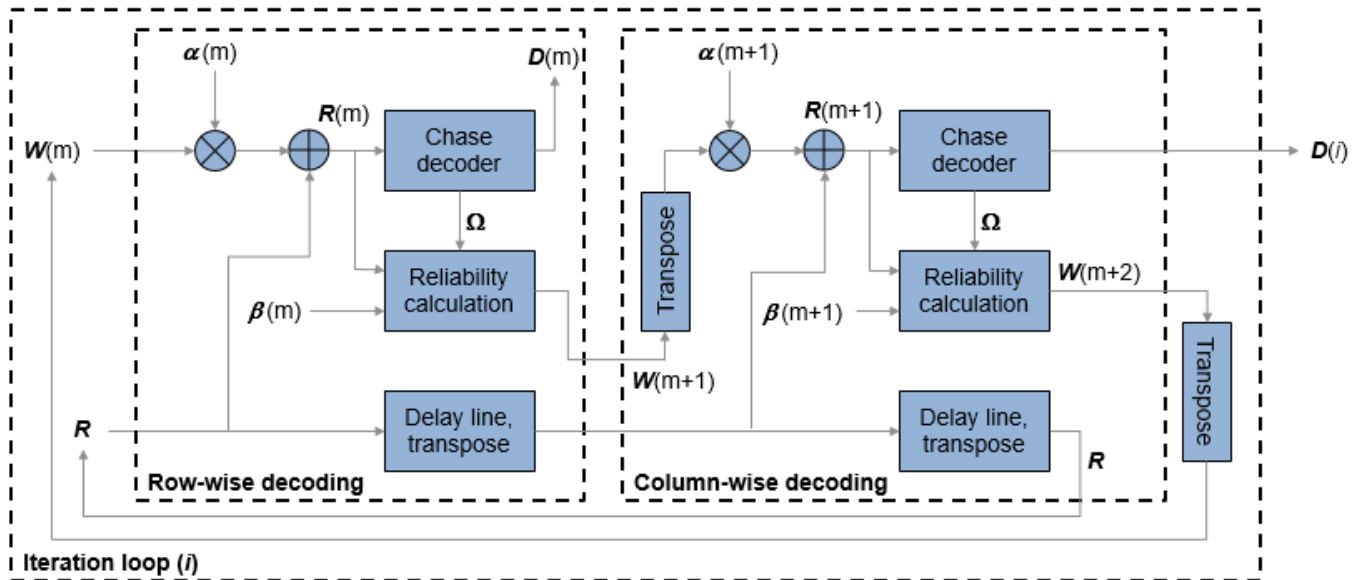 α(m)
D(m)
α(m+1)
R(m)
R(m+1)
W(m)
Chase
decoder
Chase
decoder
D(i)
Ω
Ω
Transpose
Reliability
calculation
Reliability
calculation
W(m+2)
β(m)
β(m+1)
Transpose
W(m+1)
R
Delay line,
transpose
Delay line,
transpose
R
Row-wise decoding
Column-wise decoding
Iteration loop (i)